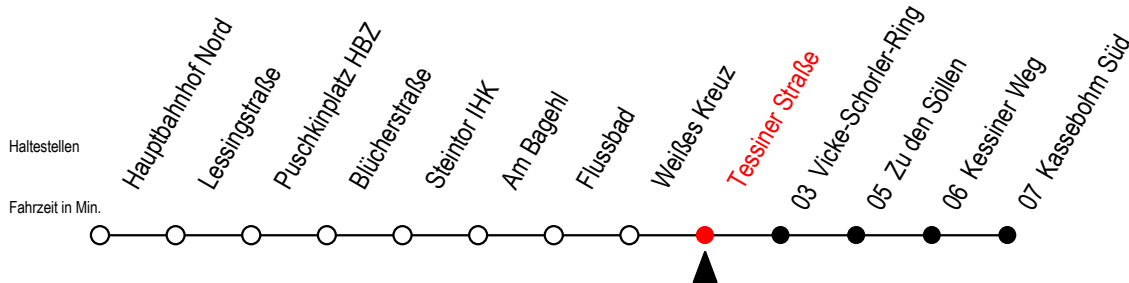 Haltestellen
Fahrzeit in Min.
Hauptbahnhof Nord
Lessingstraße
Puschkinplatz HBZ
Blücherstraße
Steintor IHK
Am Bagehl
Flussbad
Weißes Kreuz
Tessiner Straße
03 Vicke-Schorler-Ring
05 Zu den Söllen
06 Kessiner Weg
07 Kassebohm Süd